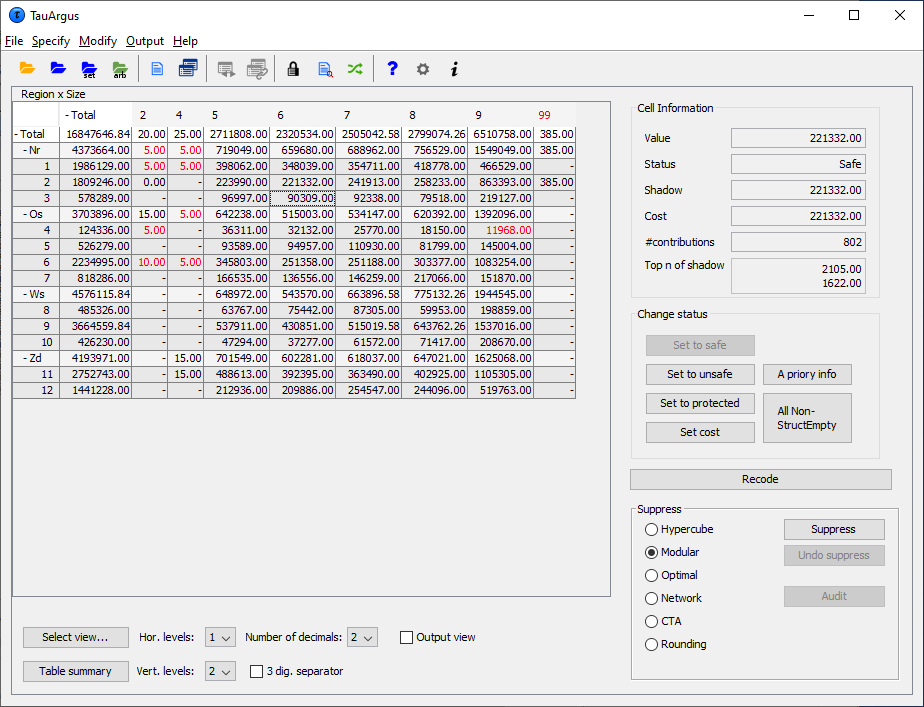 TauArgus
File Specify Modify Output Help
set arb
Region x Size
- Total 2 4 5 6 7 8 9 99
- Total 16847646.84 20.00 25.00 2711808.00 2320534.00 2505042.58 2799074.26 6510758.00 385.00
- Nr 4373664.00 5.00 5.00 719049.00 659680.00 688962.00 756529.00 1549049.00 385.00
1 1986129.00 5.00 5.00 398062.00 348039.00 354711.00 418778.00 466529.00 -
2 1809246.00 0.00 - 223990.00 221332.00 241913.00 258233.00 863393.00 385.00
3 578289.00 - - 96997.00 90309.00 92338.00 79518.00 219127.00 -
- Os 3703896.00 15.00 5.00 642238.00 515003.00 534147.00 620392.00 1392096.00 -
4 124336.00 5.00 - 36311.00 32132.00 25770.00 18150.00 11968.00 -
5 526279.00 - - 93589.00 94957.00 110930.00 81799.00 145004.00 -
6 2234995.00 10.00 5.00 345803.00 251358.00 251188.00 303377.00 1083254.00 -
7 818286.00 - - 166535.00 136556.00 146259.00 217066.00 151870.00 -
- Ws 4576115.84 - - 648972.00 543570.00 663896.58 775132.26 1944545.00 -
8 485326.00 - - 63767.00 75442.00 87305.00 59953.00 198859.00 -
9 3664559.84 - - 537911.00 430851.00 515019.58 643762.26 1537016.00 -
10 426230.00 - - 47294.00 37277.00 61572.00 71417.00 208670.00 -
- Zd 4193971.00 - 15.00 701549.00 602281.00 618037.00 647021.00 1625068.00 -
11 2752743.00 - 15.00 488613.00 392395.00 363490.00 402925.00 1105305.00 -
12 1441228.00 - - 212936.00 209886.00 254547.00 244096.00 519763.00 -
Cell Information
Value 221332.00
Status Safe
Shadow 221332.00
Cost 221332.00
#contributions 802
Top n of shadow 2105.00
1622.00
Change status
Set to safe
Set to unsafe A priory info
Set to protected All Non-
StructEmpty
Set cost
Recode
Suppress
Hypercube Suppress
Modular Undo suppress
Optimal
Network Audit
CTA
Rounding
Select view... Hor. levels: 1 Number of decimals: 2 Output view
Table summary Vert. levels: 2 3 dig. separator